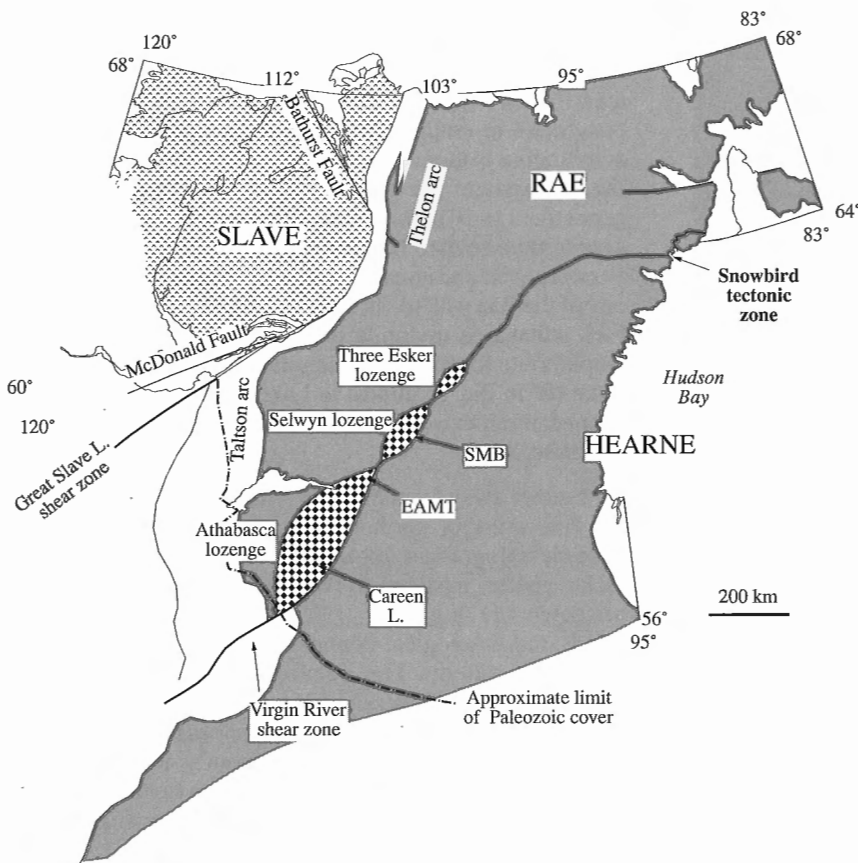 83°
120°
68°
68°
112°
103°
95°
Bathurst Fault
Thelon arc
RAE
64°
83°
SLAVE
Snowbird
tectonic
zone
McDonald Fault
Three Esker
lozenge
60°
120°
Hudson
Bay
Taltson arc
Selwyn lozenge
HEARNE
SMB
Great Slave L.
shear zone
EAMT
Athabasca
lozenge
Careen
L.
200 km
56°
95°
Approximate limit
of Paleozoic cover
Virgin River
shear zone